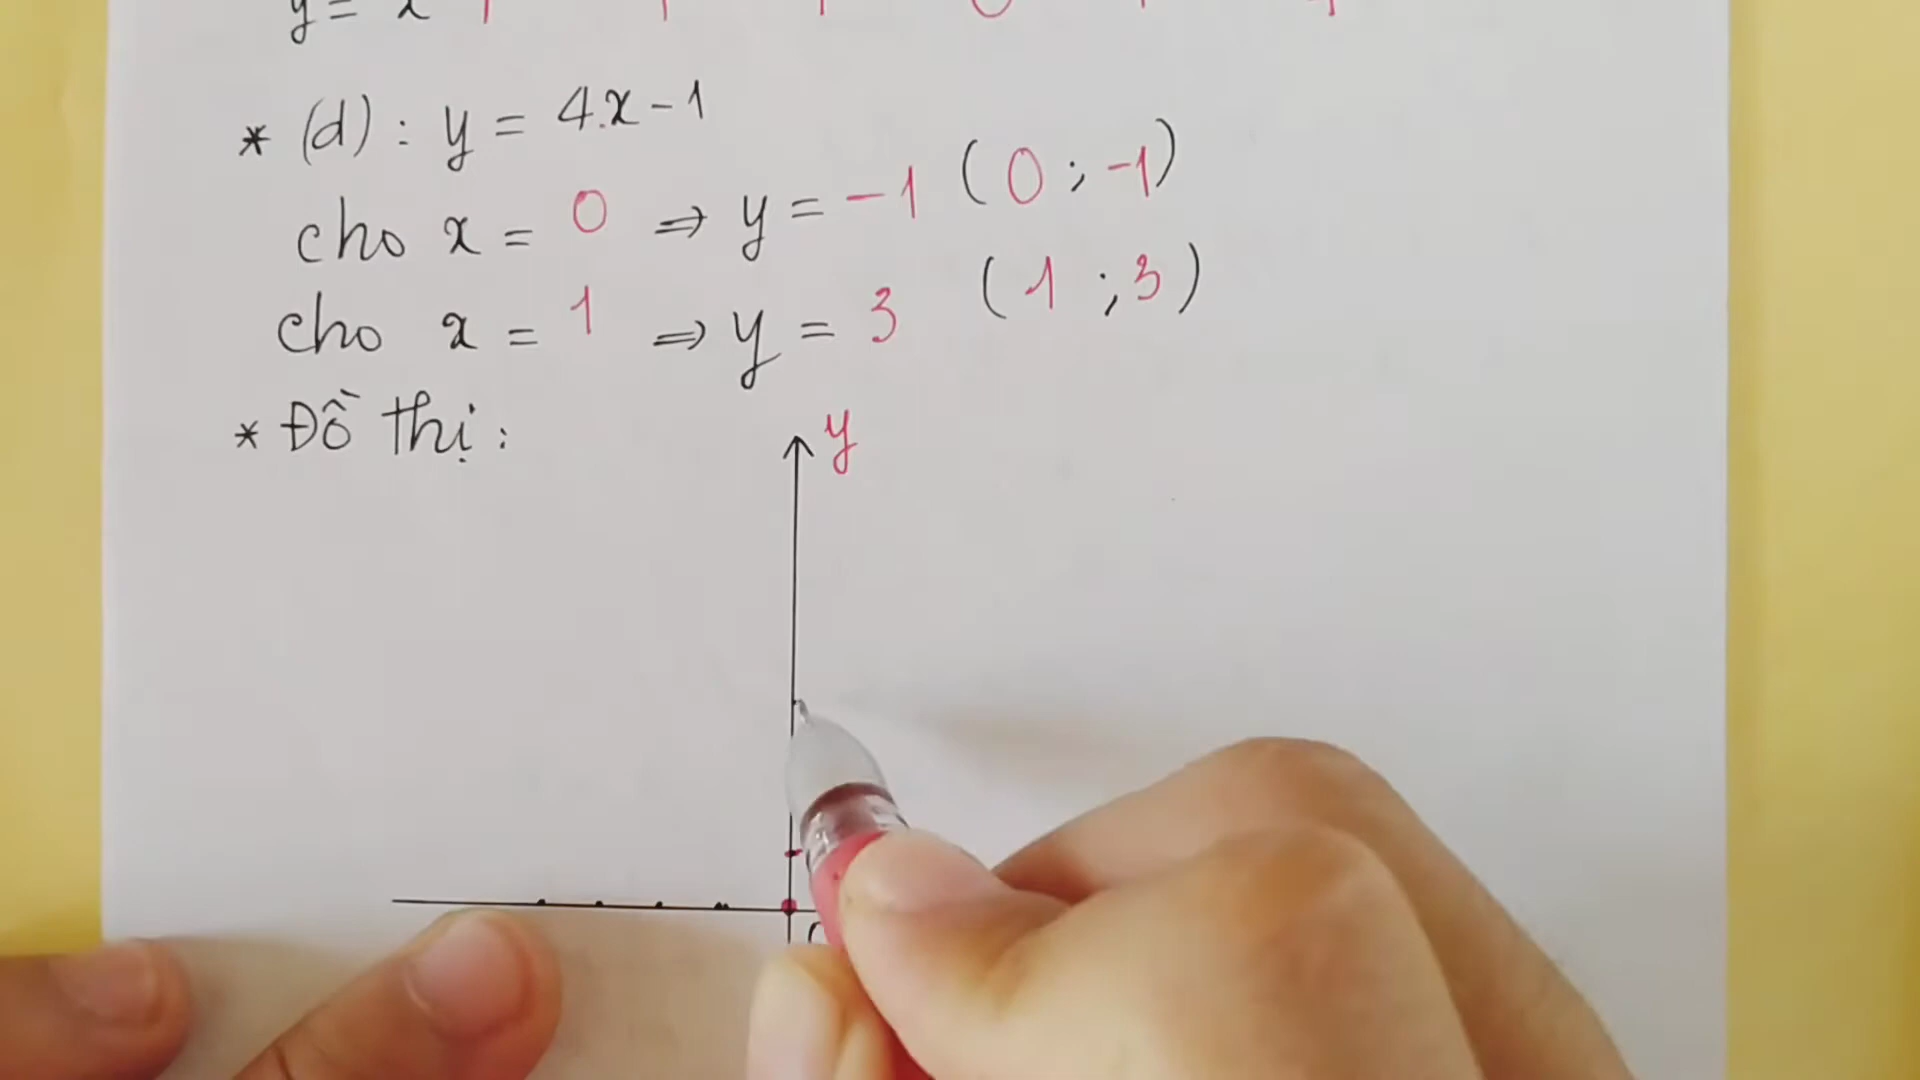 y = x
* (d) : y = 4.x - 1
cho x = 0 ⇒ y = -1 (0 ; -1)
cho x = 1 ⇒ y = 3 (1 ; 3)
* Đồ thị :
y